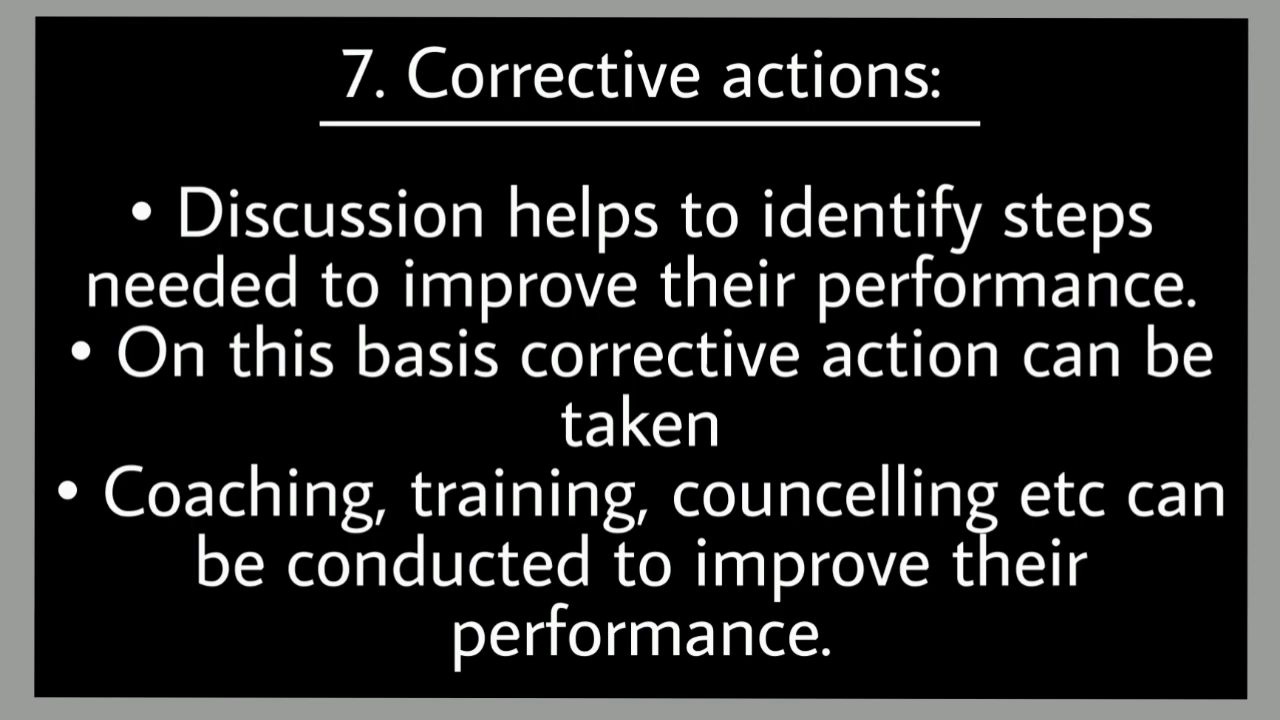 7. Corrective actions:
• Discussion helps to identify steps
needed to improve their performance.
• On this basis corrective action can be
taken
• Coaching, training, councelling etc can
be conducted to improve their
performance.